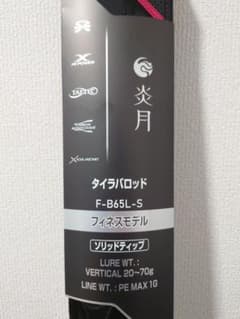 X
炎月
タイラバロッド
F-B65L-S
フィネスモデル
ソリッドティップ
LURE WT. :
VERTICAL 20~70g
LINE WT. : PE MAX 1G